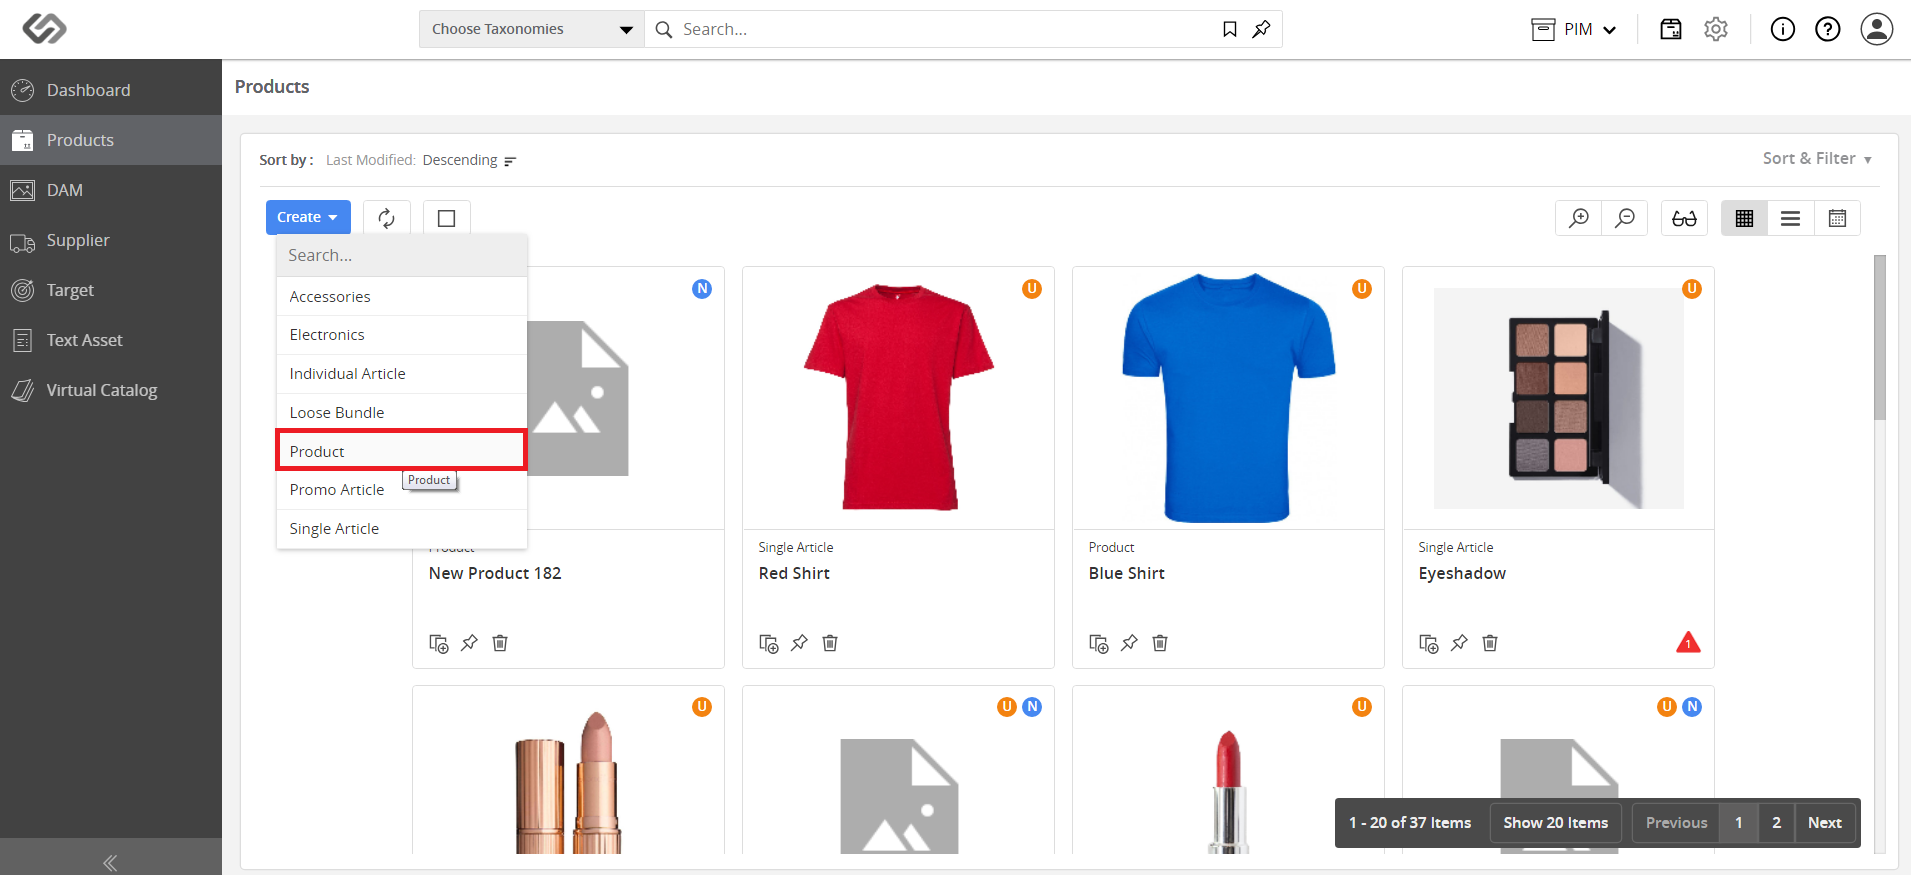 Choose Taxonomies
Search...
PIM
Dashboard
Products
DAM
Supplier
Target
Text Asset
Virtual Catalog
Products
Sort by : Last Modified: Descending
Sort & Filter
Create
Search...
Accessories
Electronics
Individual Article
Loose Bundle
Product
Product
Promo Article
Single Article
N
Product
New Product 182
U
Single Article
Red Shirt
U
Product
Blue Shirt
U
Single Article
Eyeshadow
1
U
U N
U
U N
1 - 20 of 37 Items Show 20 Items Previous 1 2 Next